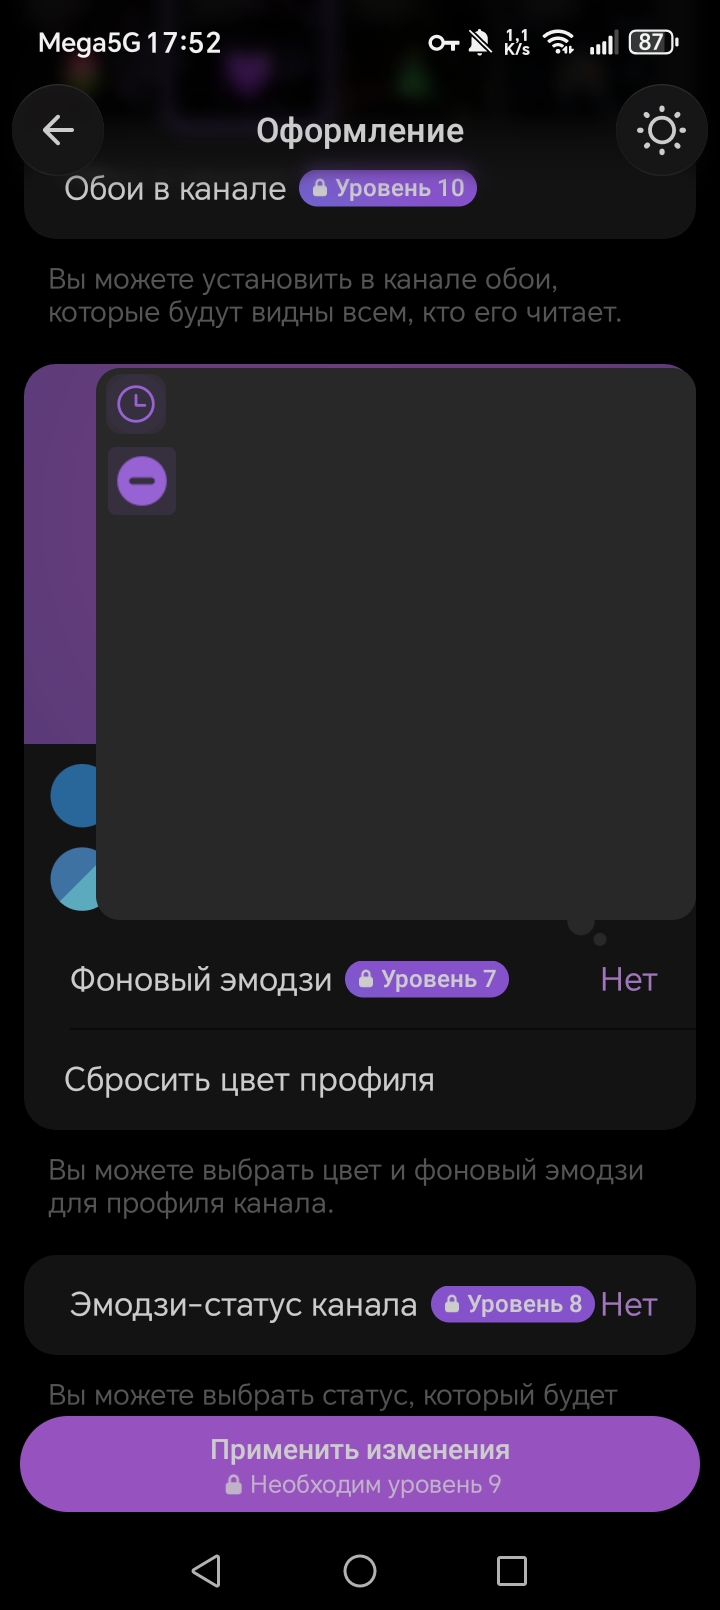 Mega5G 17:52
1,1
K/s
87
Оформление
Обои в канале Уровень 10
Вы можете установить в канале обои,
которые будут видны всем, кто его читает.
Фоновый эмодзи Уровень 7 Нет
Сбросить цвет профиля
Вы можете выбрать цвет и фоновый эмодзи
для профиля канала.
Эмодзи-статус канала Уровень 8 Нет
Вы можете выбрать статус, который будет
Применить изменения
Необходим уровень 9